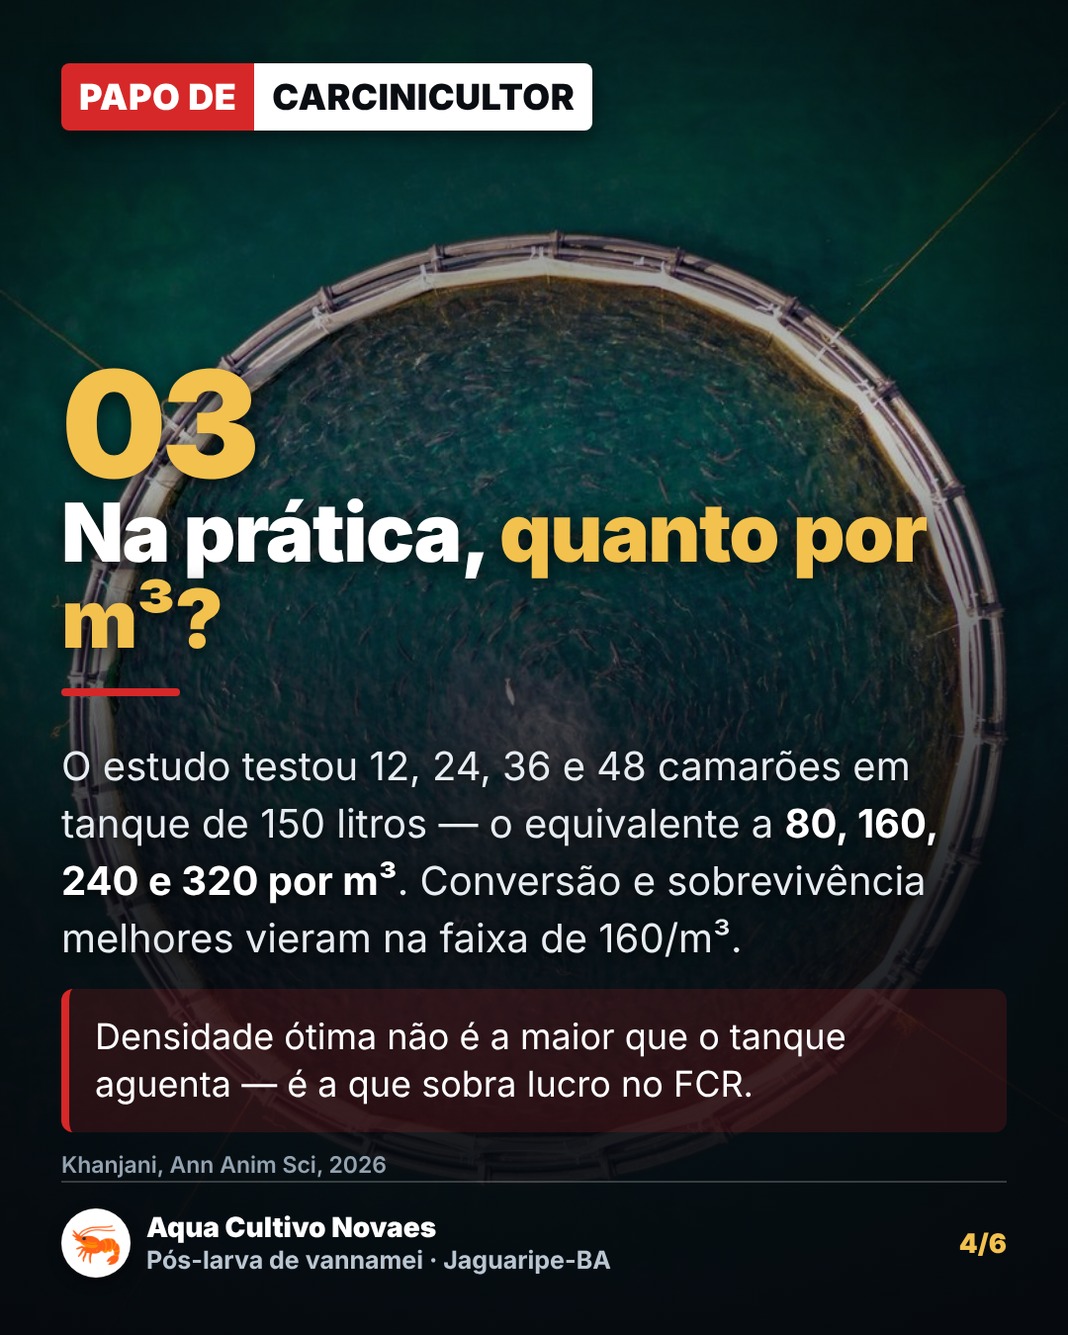 PAPO DE CARCINICULTOR
03
Na prática, quanto por
m³?
O estudo testou 12, 24, 36 e 48 camarões em
tanque de 150 litros — o equivalente a 80, 160,
240 e 320 por m³. Conversão e sobrevivência
melhores vieram na faixa de 160/m³.
Densidade ótima não é a maior que o tanque
aguenta — é a que sobra lucro no FCR.
Khanjani, Ann Anim Sci, 2026
Aqua Cultivo Novaes
Pós-larva de vannamei · Jaguaripe-BA
4/6